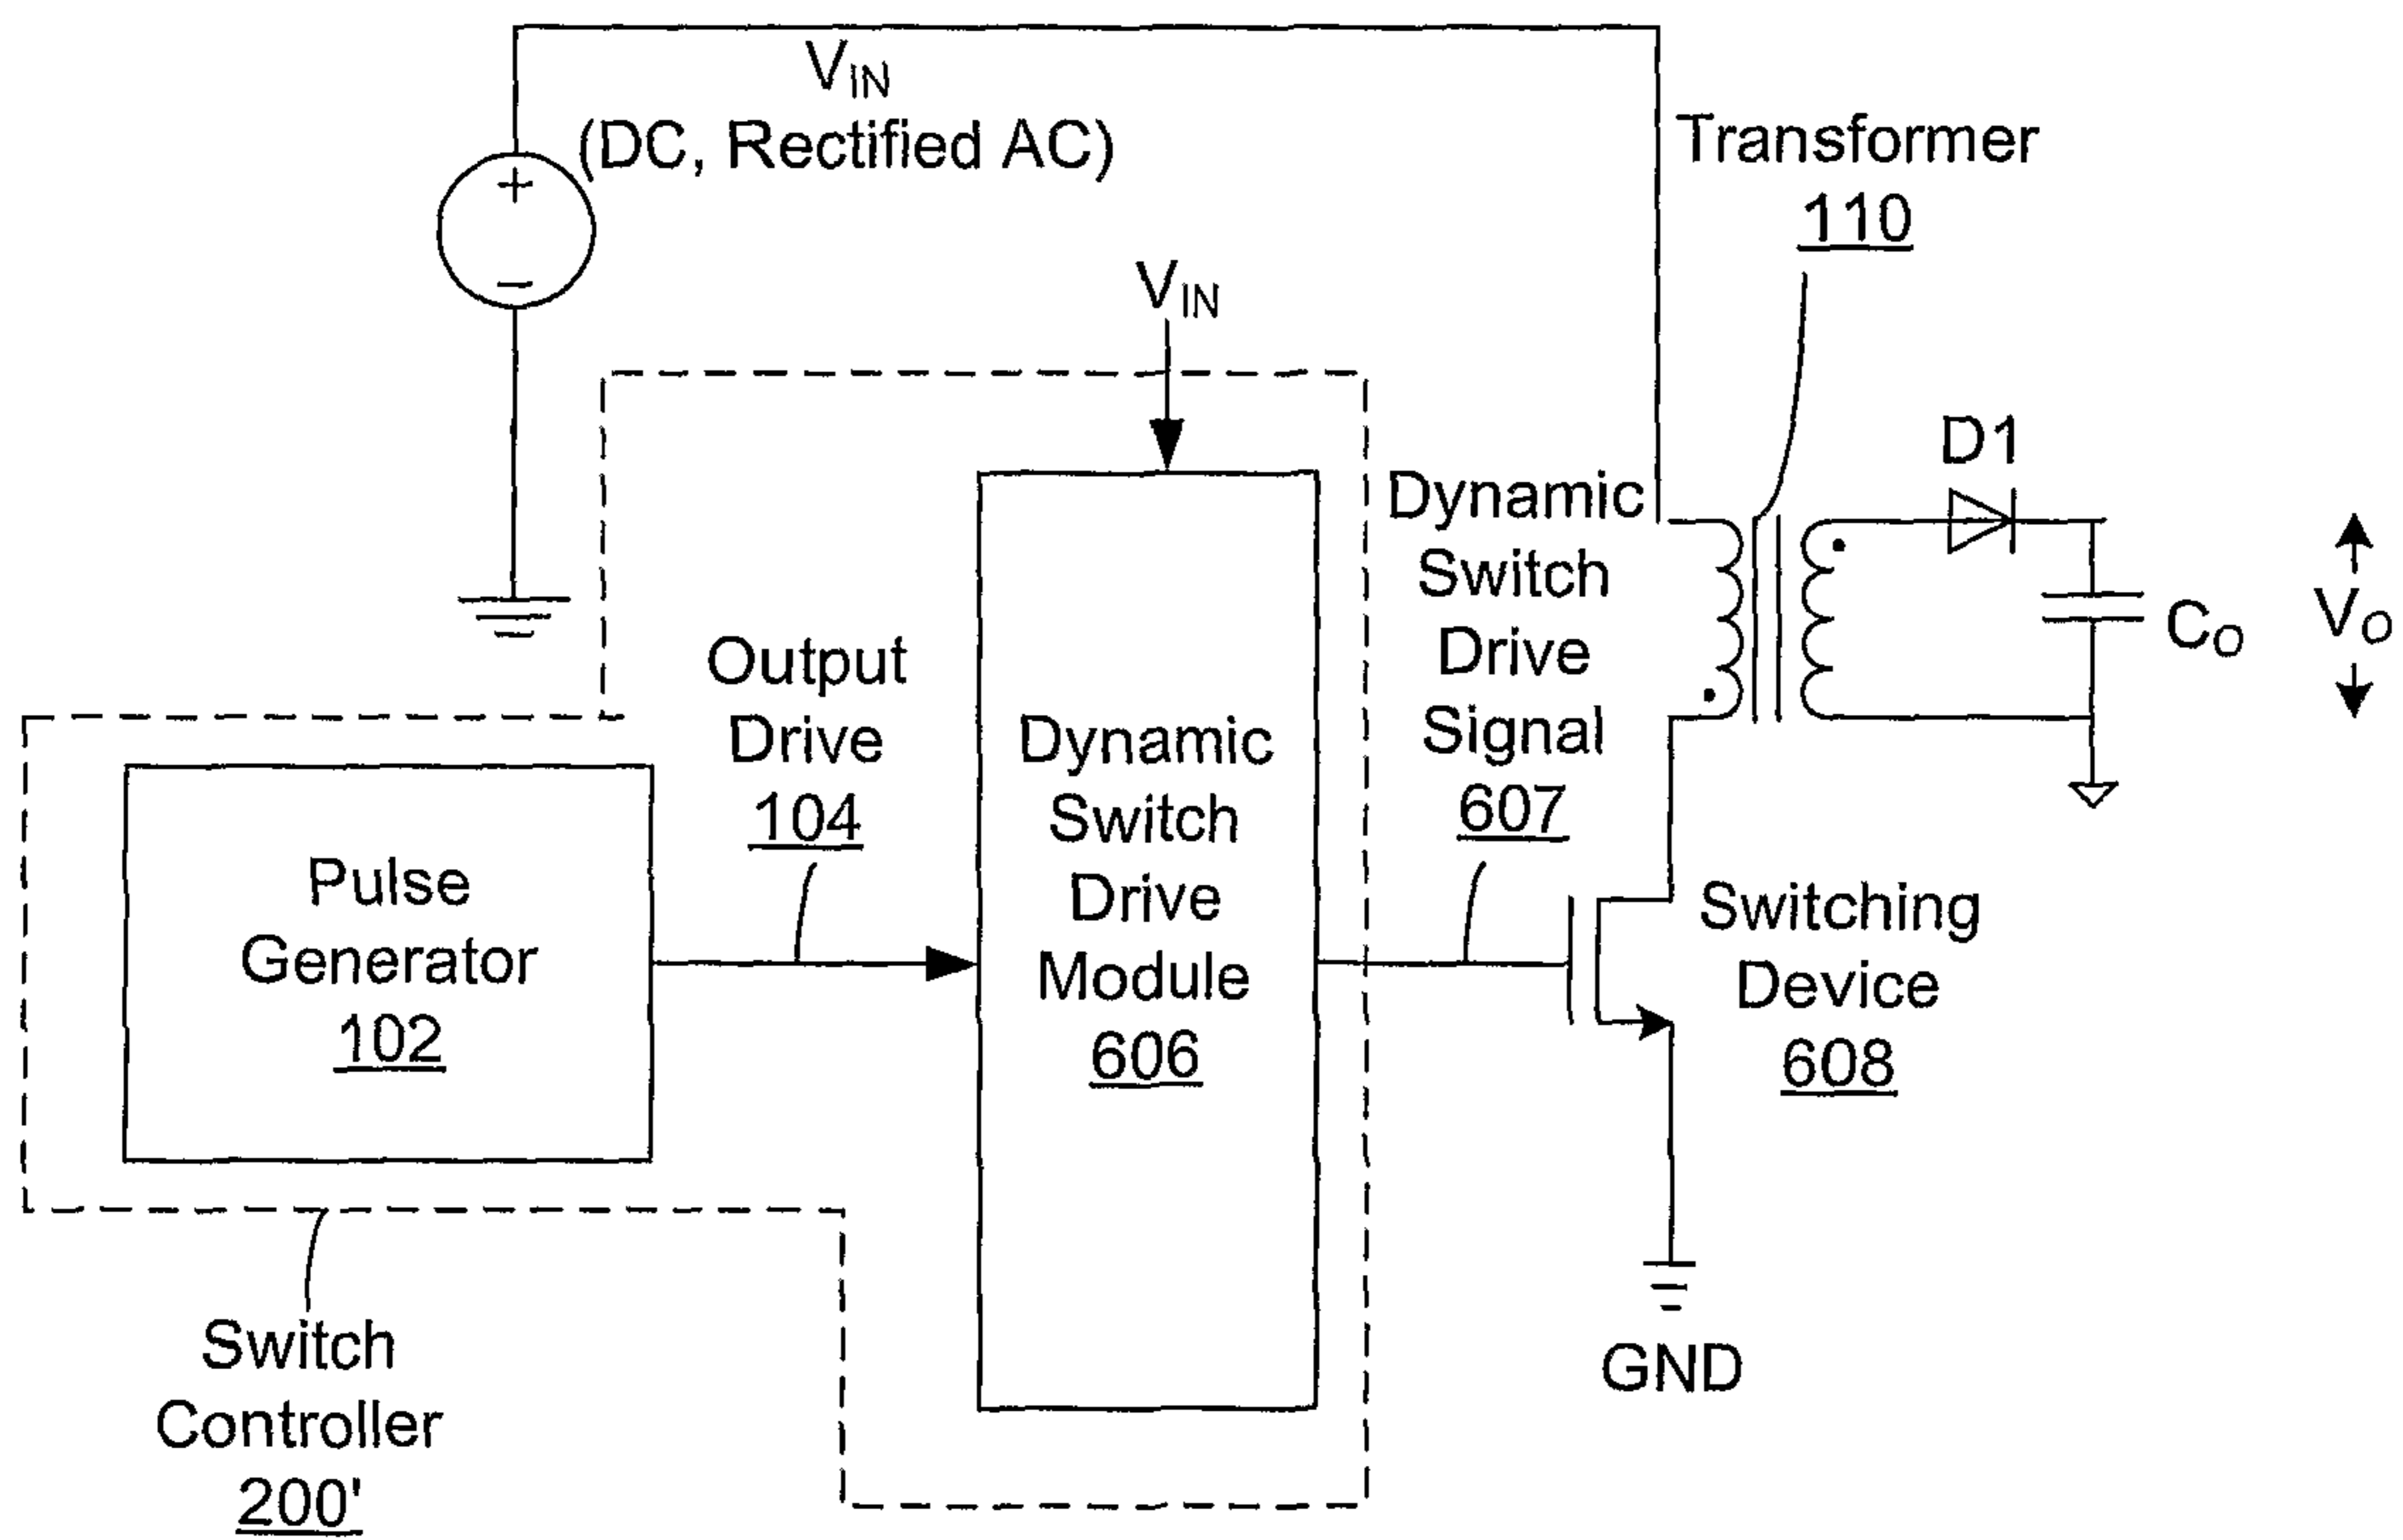 VIN
(DC, Rectified AC)
+
−
Transformer
110
VIN
D1
Dynamic
Switch
Drive
Signal
607
CO
VO
Output
Drive
104
Dynamic
Switch
Drive
Module
606
Pulse
Generator
102
Switching
Device
608
GND
Switch
Controller
200'